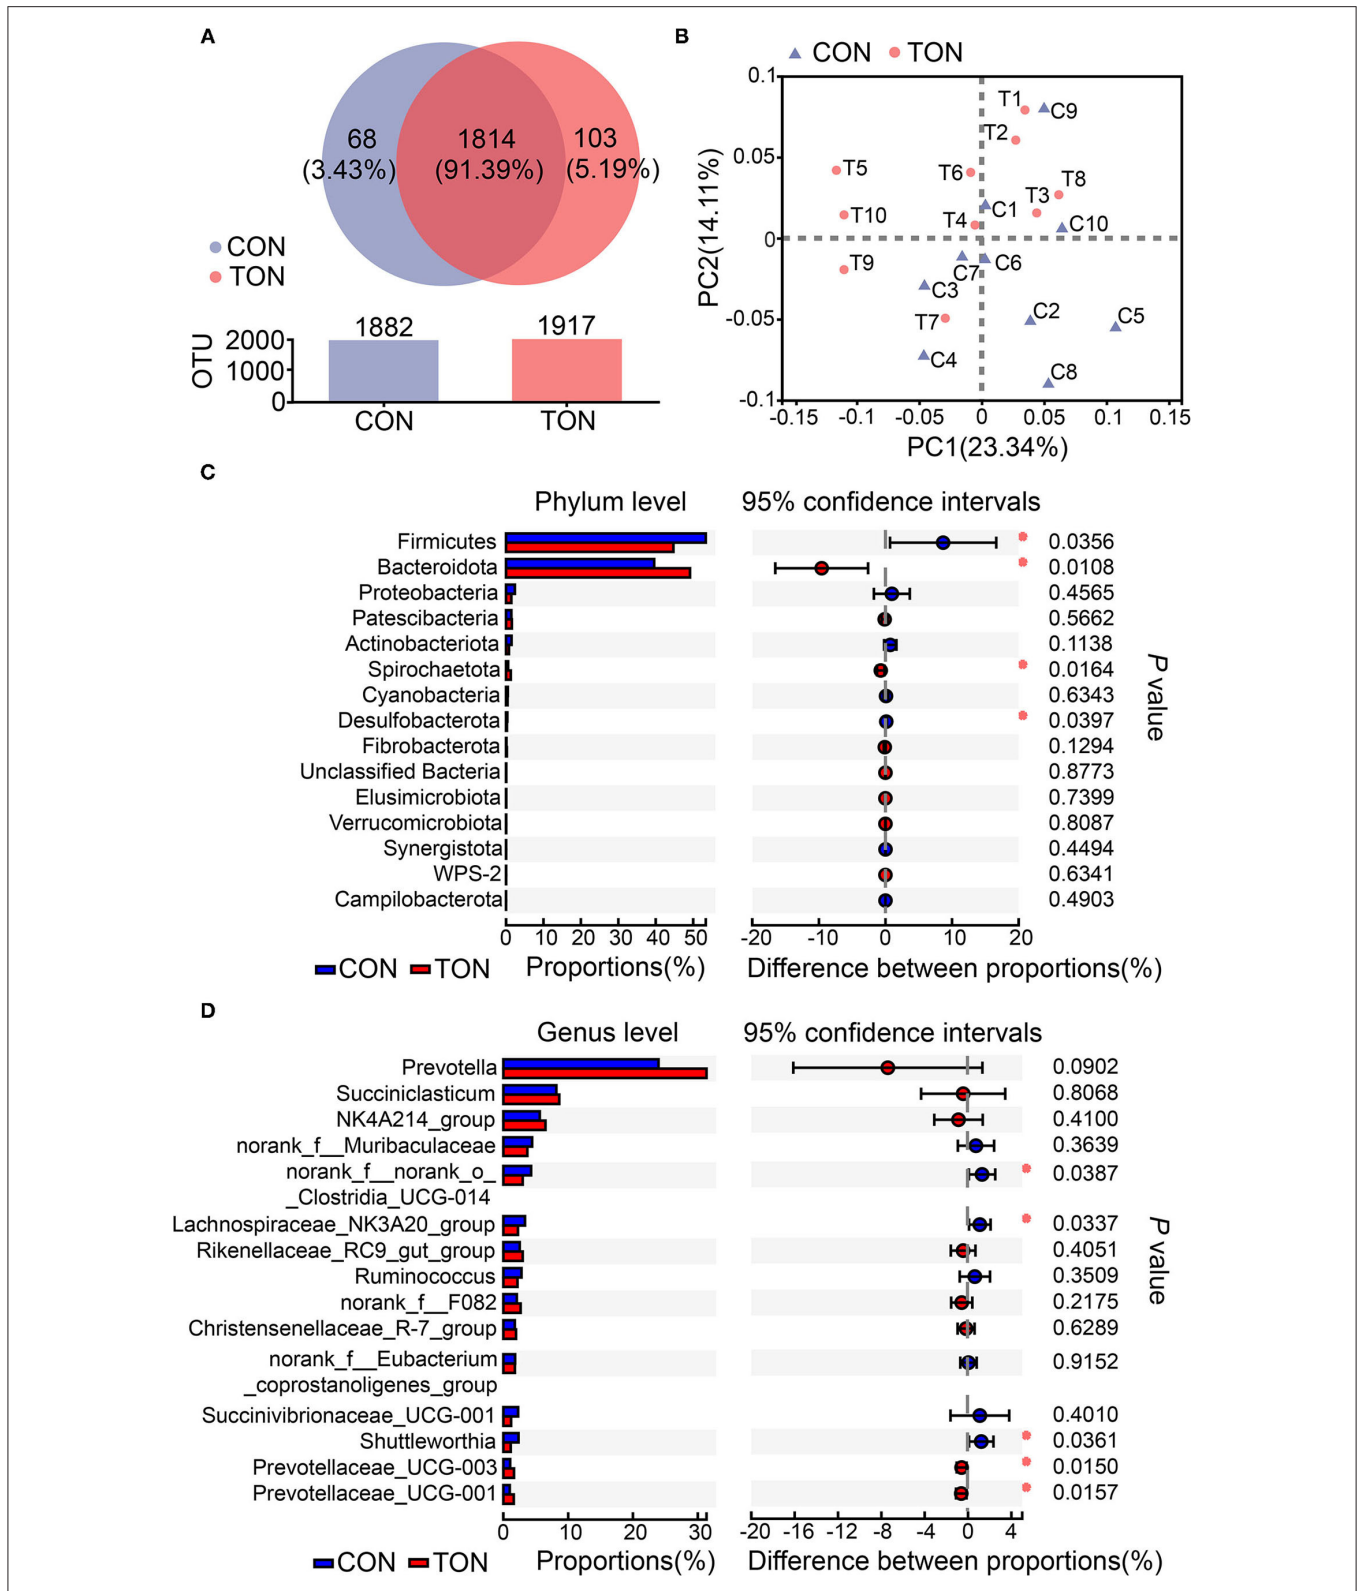 A
68
(3.43%)
1814
(91.39%)
103
(5.19%)
CON
TON
OTU
2000
1000
0
1882
1917
CON
TON
B
CON TON
PC2(14.11%)
0.1
0.05
0
-0.05
-0.1
T1
C9
T2
T5
T6
T8
T3
T10
C1
T4
C10
T9
C7
C6
C3
T7
C2
C5
C4
C8
-0.15 -0.1 -0.05 0 0.05 0.1 0.15
PC1(23.34%)
C
Phylum level 95% confidence intervals
Firmicutes 0.0356
Bacteroidota 0.0108
Proteobacteria 0.4565
Patescibacteria 0.5662
Actinobacteriota 0.1138
Spirochaetota 0.0164
Cyanobacteria 0.6343
Desulfobacterota 0.0397
Fibrobacterota 0.1294
Unclassified Bacteria 0.8773
Elusimicrobiota 0.7399
Verrucomicrobiota 0.8087
Synergistota 0.4494
WPS-2 0.6341
Campilobacterota 0.4903
P value
0 10 20 30 40 50 -20 -10 0 10 20
CON TON Proportions(%) Difference between proportions(%)
D
Genus level 95% confidence intervals
Prevotella 0.0902
Succiniclasticum 0.8068
NK4A214_group 0.4100
norank_f__Muribaculaceae 0.3639
norank_f__norank_o_ 0.0387
_Clostridia_UCG-014
Lachnospiraceae_NK3A20_group 0.0337
Rikenellaceae_RC9_gut_group 0.4051
Ruminococcus 0.3509
norank_f__F082 0.2175
Christensenellaceae_R-7_group 0.6289
norank_f__Eubacterium 0.9152
_coprostanoligenes_group
Succinivibrionaceae_UCG-001 0.4010
Shuttleworthia 0.0361
Prevotellaceae_UCG-003 0.0150
Prevotellaceae_UCG-001 0.0157
P value
0 10 20 30 -20 -16 -12 -8 -4 0 4
CON TON Proportions(%) Difference between proportions(%)